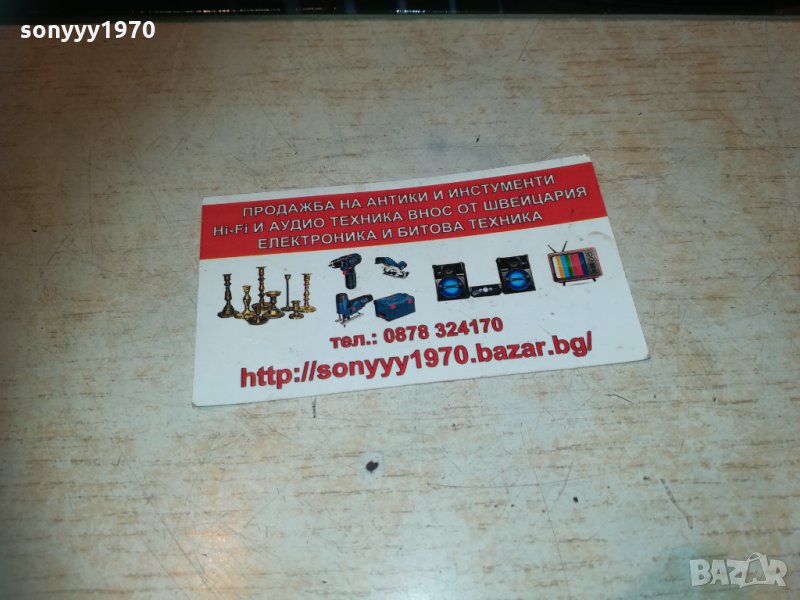 sonyyy1970
ПРОДАЖБА НА АНТИКИ И ИНСТУМЕНТИ
Hi-Fi И АУДИО ТЕХНИКА ВНОС ОТ ШВЕЙЦАРИЯ
ЕЛЕКТРОНИКА И БИТОВА ТЕХНИКА
тел.: 0878 324170
http://sonyyy1970.bazar.bg/
BAZAR